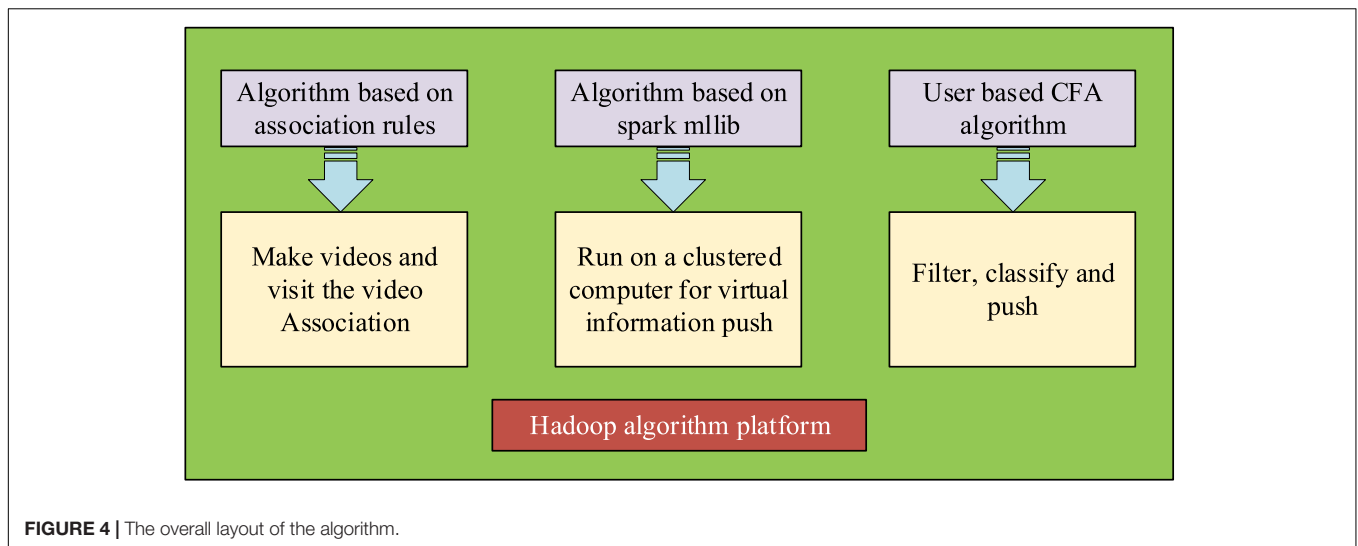 Algorithm based on
association rules
Algorithm based on
spark mllib
User based CFA
algorithm
Make videos and
visit the video
Association
Run on a clustered
computer for virtual
information push
Filter, classify and
push
Hadoop algorithm platform
FIGURE 4 | The overall layout of the algorithm.